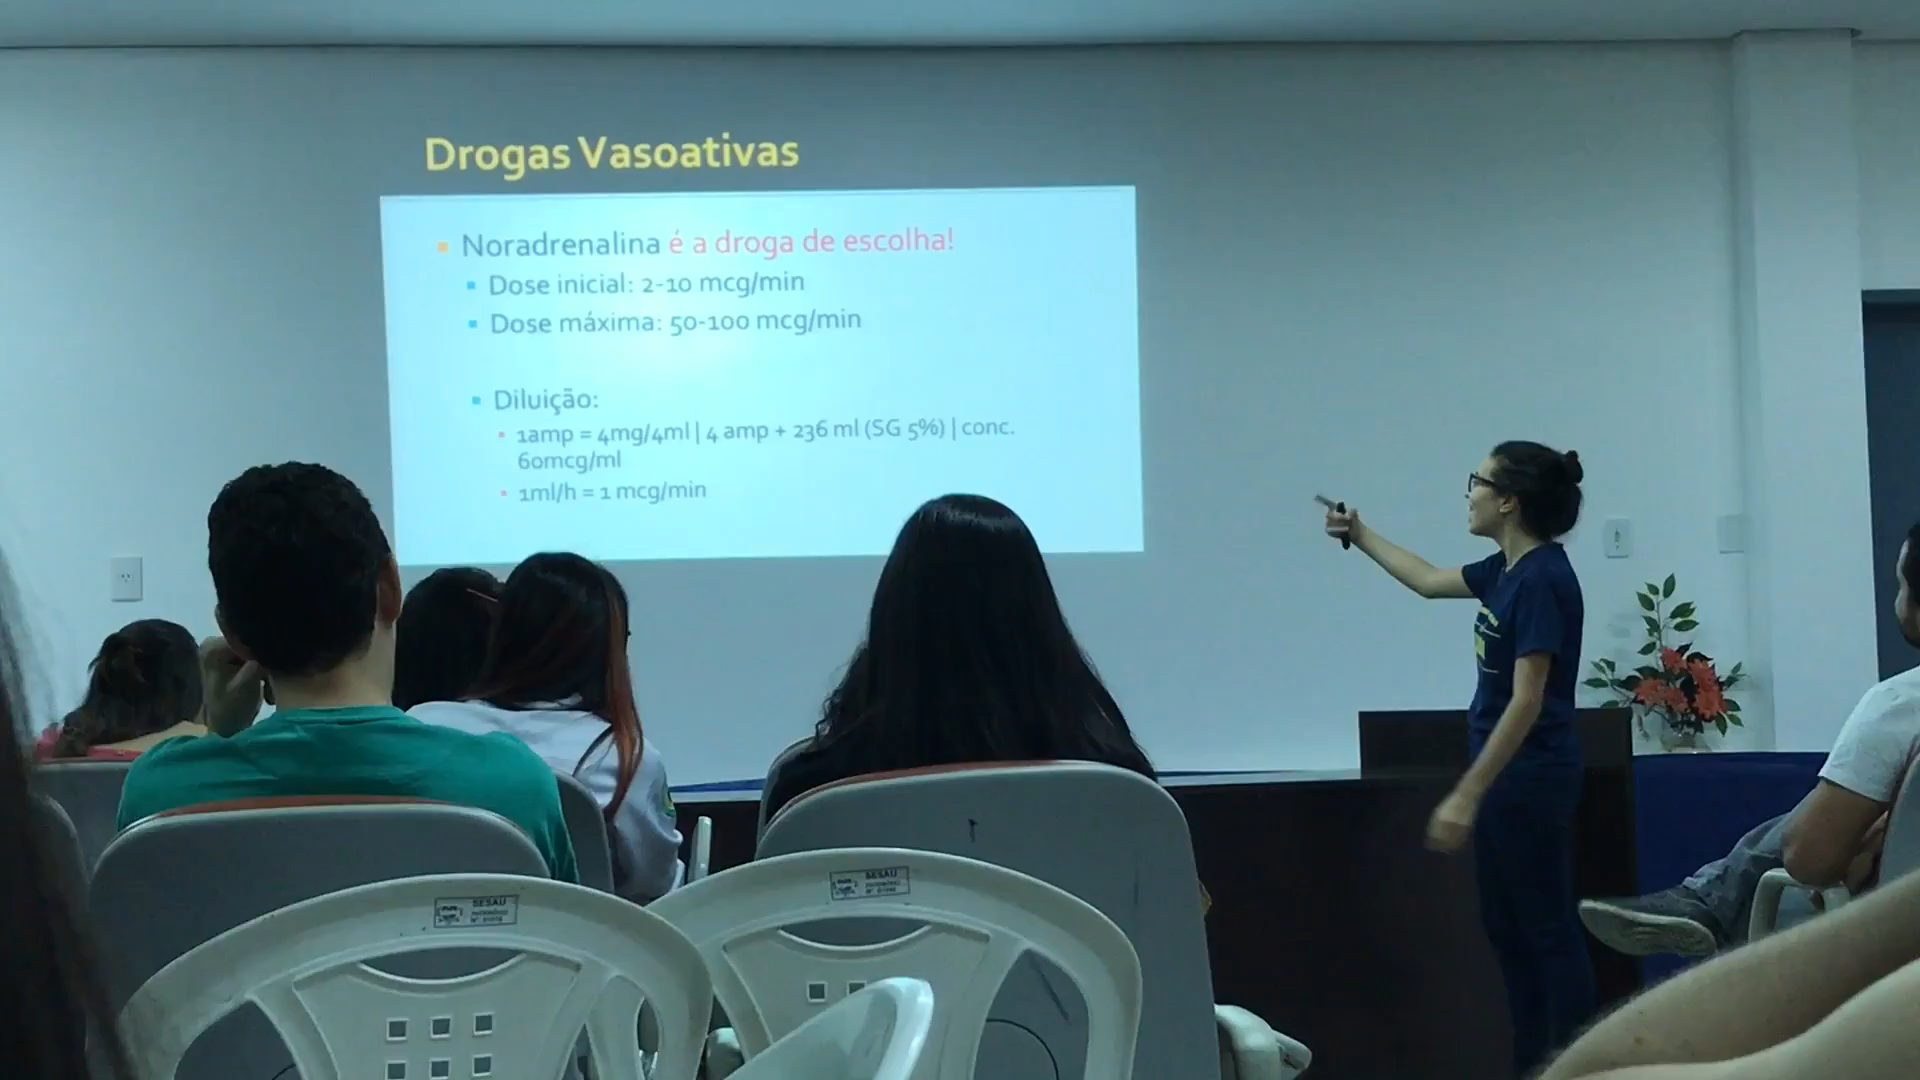 Drogas Vasoativas
Noradrenalina é a droga de escolha!
Dose inicial: 2-10 mcg/min
Dose máxima: 50-100 mcg/min
Diluição:
1amp = 4mg/4ml | 4 amp + 236 ml (SG 5%) | conc.
60mcg/ml
1ml/h = 1 mcg/min
SESAU
SESAU